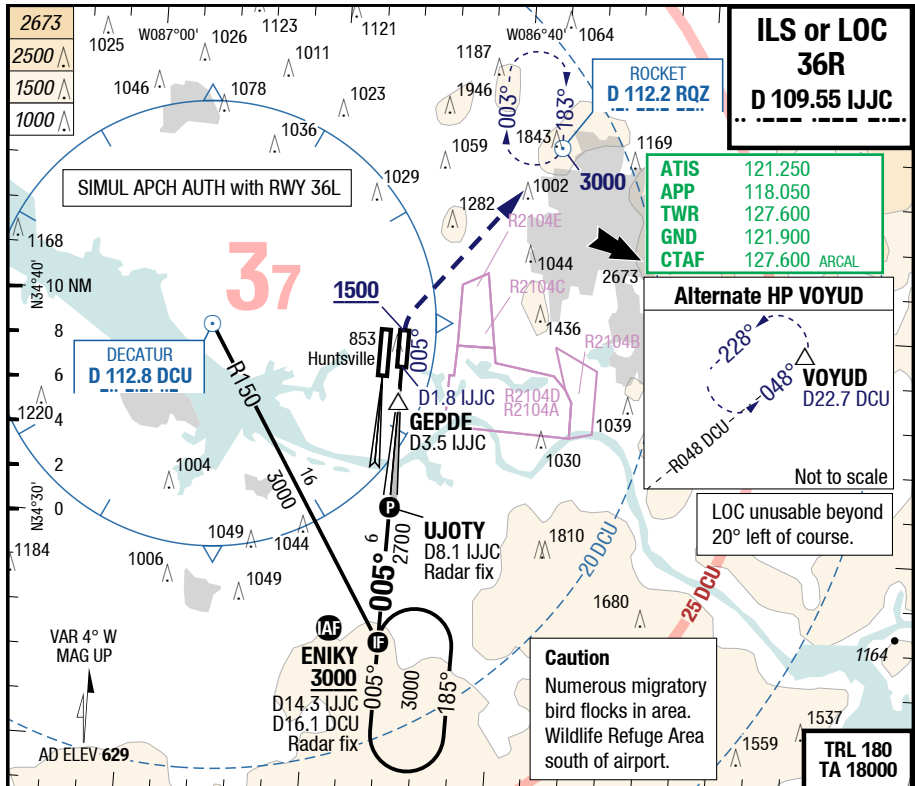 2673
2500
1500
1000
1025
W087°00'
1026
1123
1121
1011
1046
1078
1023
1036
1029
1187
W086°40'
1064
1946
003°
183°
1843
1059
1169
1002
3000
1282
ROCKET
D 112.2 RQZ
ILS or LOC
36R
D 109.55 IJJC
SIMUL APCH AUTH with RWY 36L
ATIS 121.250
APP 118.050
TWR 127.600
GND 121.900
CTAF 127.600 ARCAL
1168
N34°40'
10 NM
8
6
4
2
0
N34°30'
37
R2104E
1044
R2104C
2673
1436
R2104B
R2104D
R2104A
1039
1030
1500
853
Huntsville
005°
D1.8 IJJC
GEPDE
D3.5 IJJC
DECATUR
D 112.8 DCU
R150
16
3000
1220
1004
1184
1049
1044
1006
1049
Alternate HP VOYUD
228°
048°
VOYUD
D22.7 DCU
R048 DCU
Not to scale
LOC unusable beyond
20° left of course.
UJOTY
D8.1 IJJC
Radar fix
P
6
2700
005°
1810
20 DCU
25 DCU
1680
1164
IAF
IF
ENIKY
3000
D14.3 IJJC
D16.1 DCU
Radar fix
005°
3000
185°
VAR 4° W
MAG UP
AD ELEV 629
Caution
Numerous migratory
bird flocks in area.
Wildlife Refuge Area
south of airport.
1537
1559
TRL 180
TA 18000